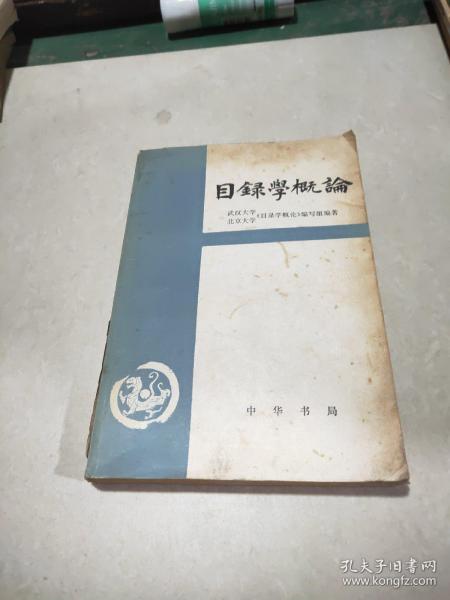 目録學概論
武汉大学
北京大学
《目录学概论》编写组编著
中华书局
孔夫子旧书网
www.kongfz.com